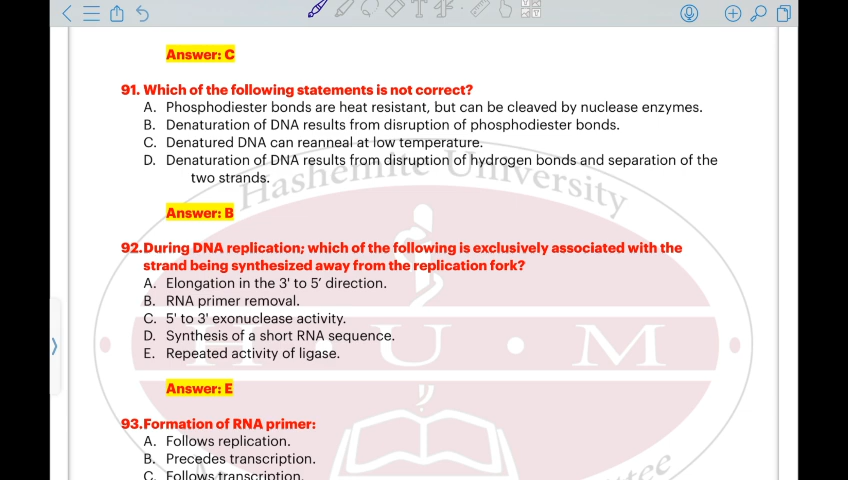 Answer: C
91. Which of the following statements is not correct?
A. Phosphodiester bonds are heat resistant, but can be cleaved by nuclease enzymes.
B. Denaturation of DNA results from disruption of phosphodiester bonds.
C. Denatured DNA can reanneal at low temperature.
D. Denaturation of DNA results from disruption of hydrogen bonds and separation of the
two strands.
Answer: B
92.During DNA replication; which of the following is exclusively associated with the
strand being synthesized away from the replication fork?
A. Elongation in the 3' to 5' direction.
B. RNA primer removal.
C. 5' to 3' exonuclease activity.
D. Synthesis of a short RNA sequence.
E. Repeated activity of ligase.
Answer: E
93.Formation of RNA primer:
A. Follows replication.
B. Precedes transcription.
C. Follows transcription.
Hashemite University
H U M